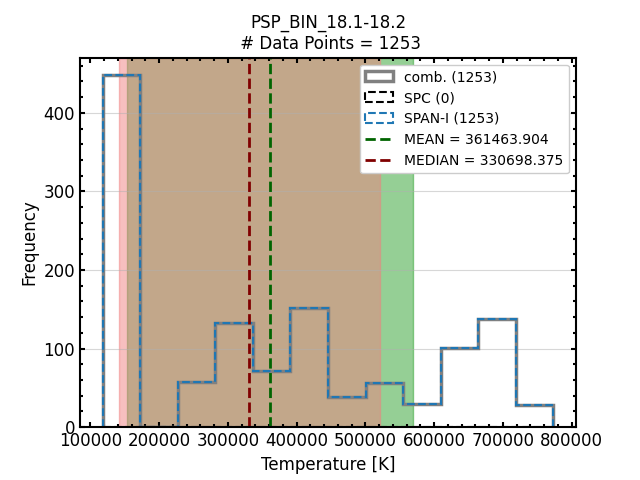 PSP_BIN_18.1-18.2
# Data Points = 1253
comb. (1253)
SPC (0)
SPAN-I (1253)
MEAN = 361463.904
MEDIAN = 330698.375
Frequency
400
300
200
100
0
100000 200000 300000 400000 500000 600000 700000 800000
Temperature [K]